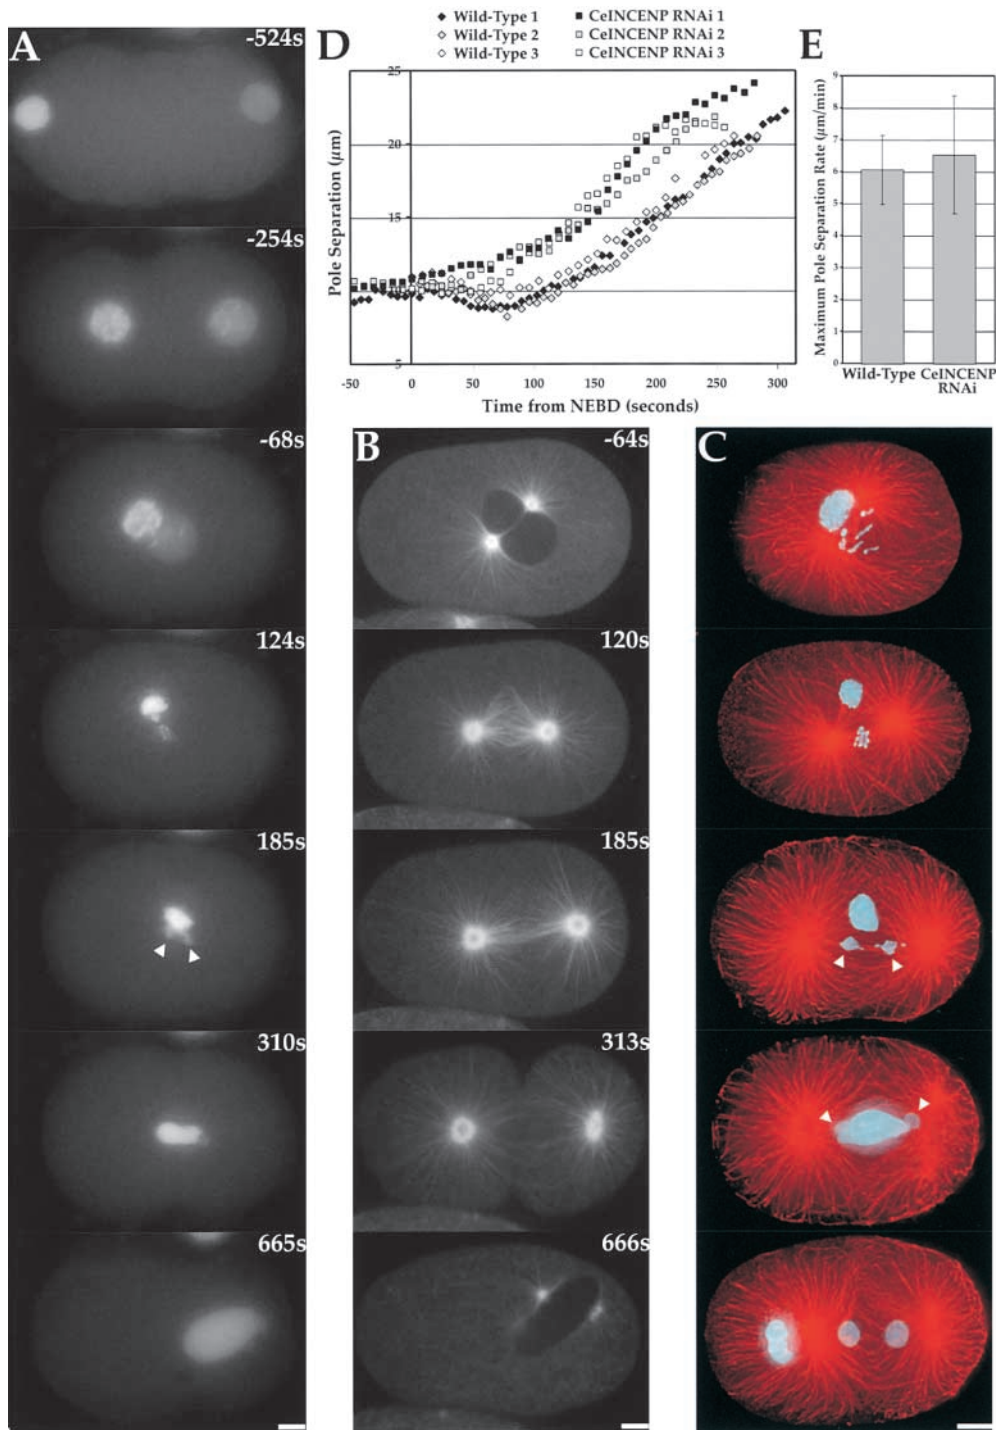 A
-524s
-254s
-68s
124s
185s
310s
665s
D
Wild-Type 1
Wild-Type 2
Wild-Type 3
CeINCENP RNAi 1
CeINCENP RNAi 2
CeINCENP RNAi 3
Pole Separation (µm)
25
20
15
10
5
-50 0 50 100 150 200 250 300
Time from NEBD (seconds)
E
Maximum Pole Separation Rate (µm/min)
9
8
7
6
5
4
3
2
1
0
Wild-Type CeINCENP
RNAi
B
-64s
120s
185s
313s
666s
C